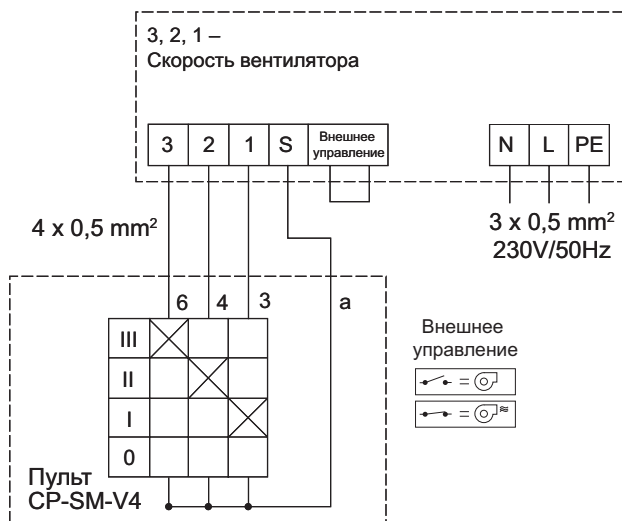 3, 2, 1 –
Скорость вентилятора
3 2 1 S Внешнее управление N L PE
4 x 0,5 mm²
3 x 0,5 mm²
230V/50Hz
6 4 3 a
III
II
I
0
Внешнее
управление
=
= ≈
Пульт
CP-SM-V4